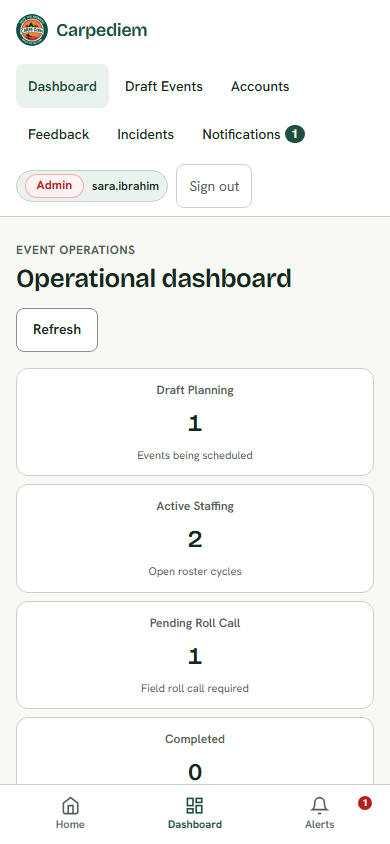 Carpediem
Dashboard Draft Events Accounts
Feedback Incidents Notifications 1
Admin sara.ibrahim Sign out
EVENT OPERATIONS
Operational dashboard
Refresh
Draft Planning
1
Events being scheduled
Active Staffing
2
Open roster cycles
Pending Roll Call
1
Field roll call required
Completed
0
Home Dashboard Alerts 1